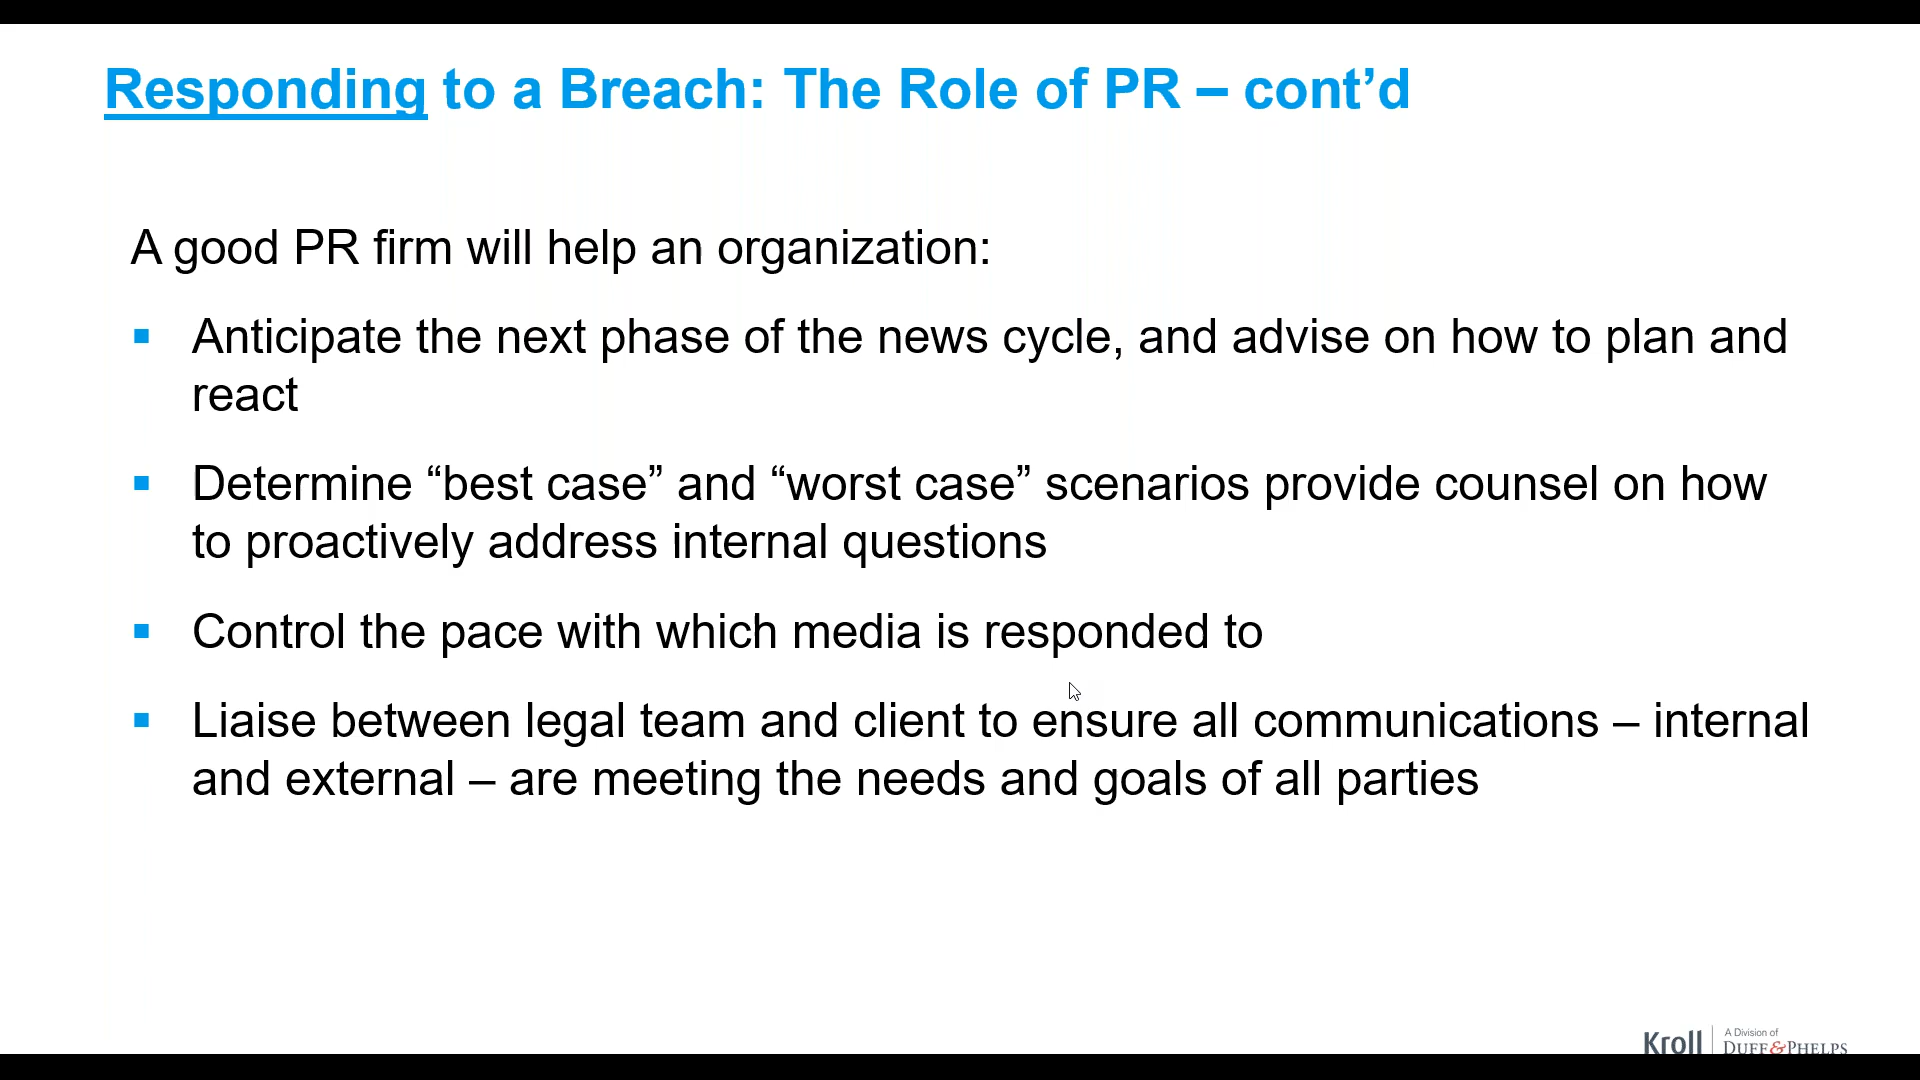 Responding to a Breach: The Role of PR – cont’d
A good PR firm will help an organization:
Anticipate the next phase of the news cycle, and advise on how to plan and
react
Determine “best case” and “worst case” scenarios provide counsel on how
to proactively address internal questions
Control the pace with which media is responded to
Liaise between legal team and client to ensure all communications – internal
and external – are meeting the needs and goals of all parties
Kroll
A Division of
DUFF&PHELPS